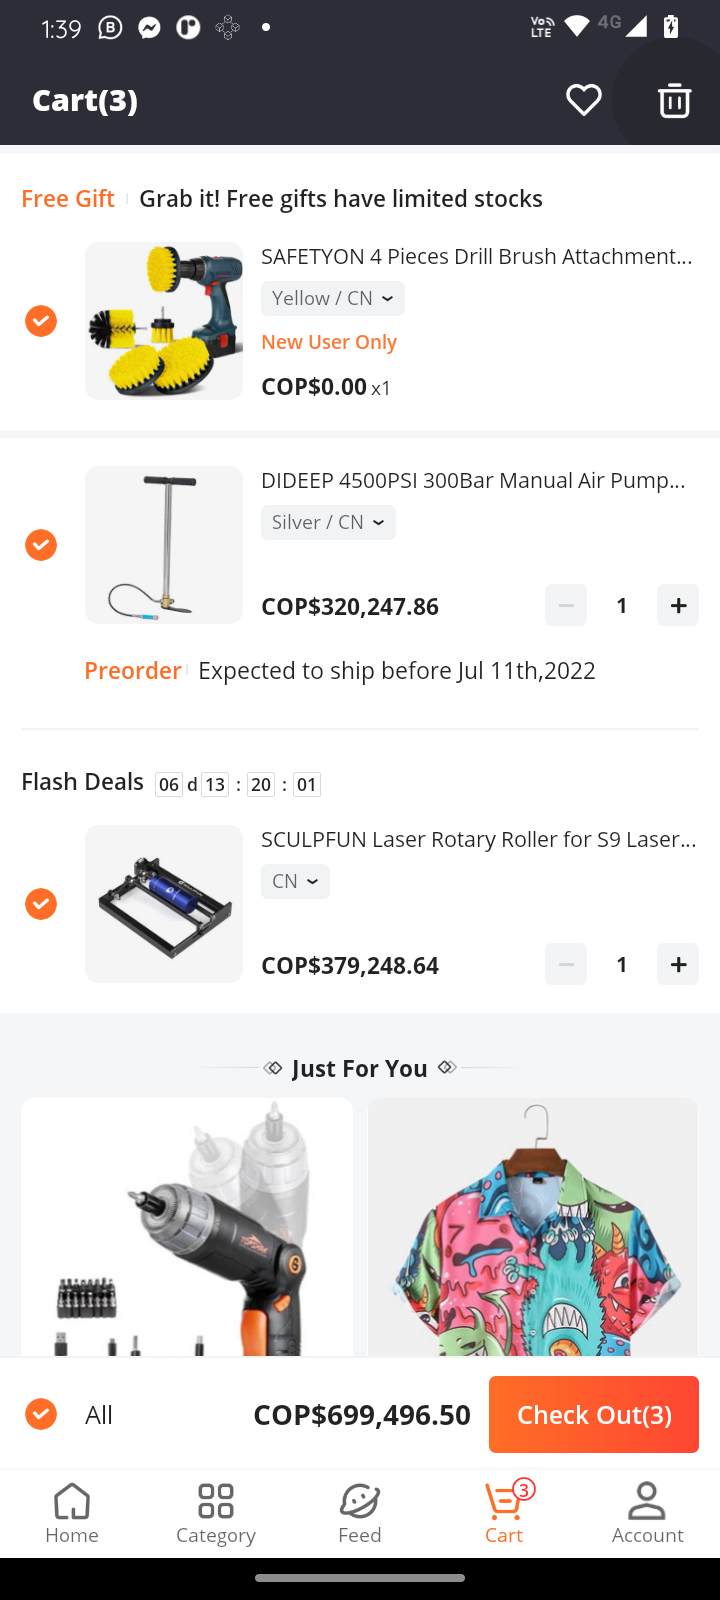 1:39
Vo
LTE
4G
Cart(3)
Free Gift
Grab it! Free gifts have limited stocks
SAFETYON 4 Pieces Drill Brush Attachment...
Yellow / CN
New User Only
COP$0.00 x1
DIDEEP 4500PSI 300Bar Manual Air Pump...
Silver / CN
COP$320,247.86
1
Preorder
Expected to ship before Jul 11th,2022
Flash Deals 06 d 13 : 20 : 01
SCULPFUN Laser Rotary Roller for S9 Laser...
CN
COP$379,248.64
1
Just For You
All
COP$699,496.50
Check Out(3)
Home
Category
Feed
3
Cart
Account